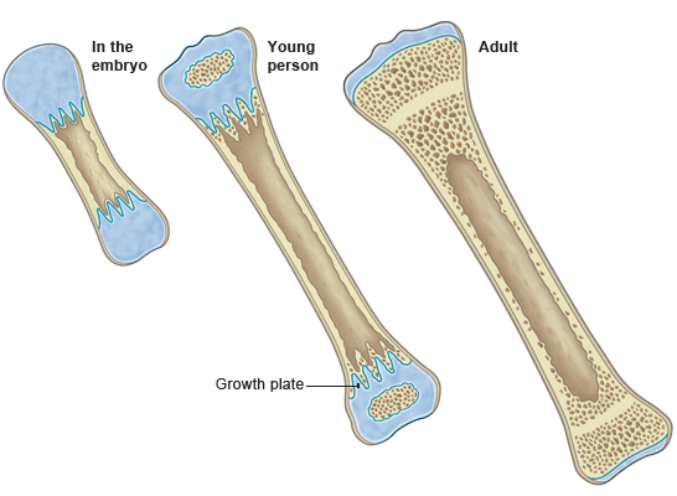 In the
embryo
Young
person
Adult
Growth plate